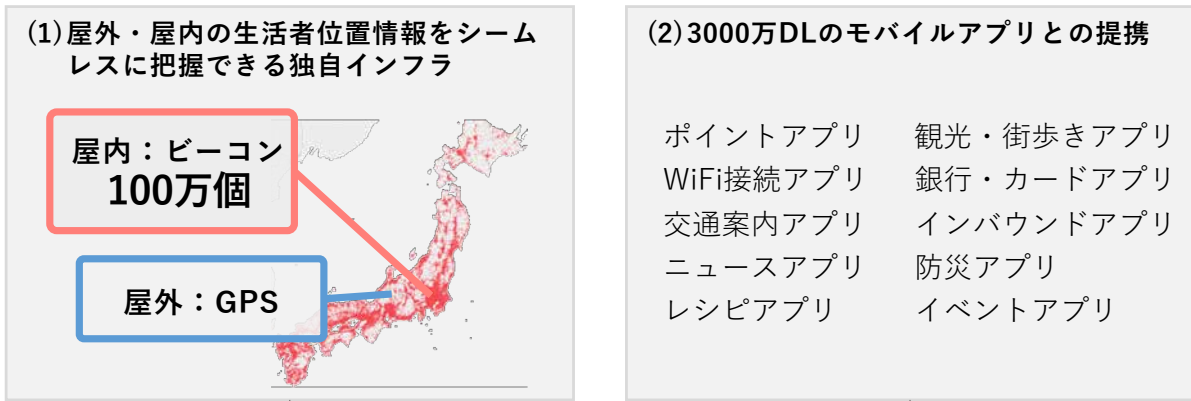 (1)屋外・屋内の生活者位置情報をシーム
レスに把握できる独自インフラ
屋内：ビーコン
100万個
屋外：GPS
(2)3000万DLのモバイルアプリとの提携
ポイントアプリ 観光・街歩きアプリ
WiFi接続アプリ 銀行・カードアプリ
交通案内アプリ インバウンドアプリ
ニュースアプリ 防災アプリ
レシピアプリ イベントアプリ